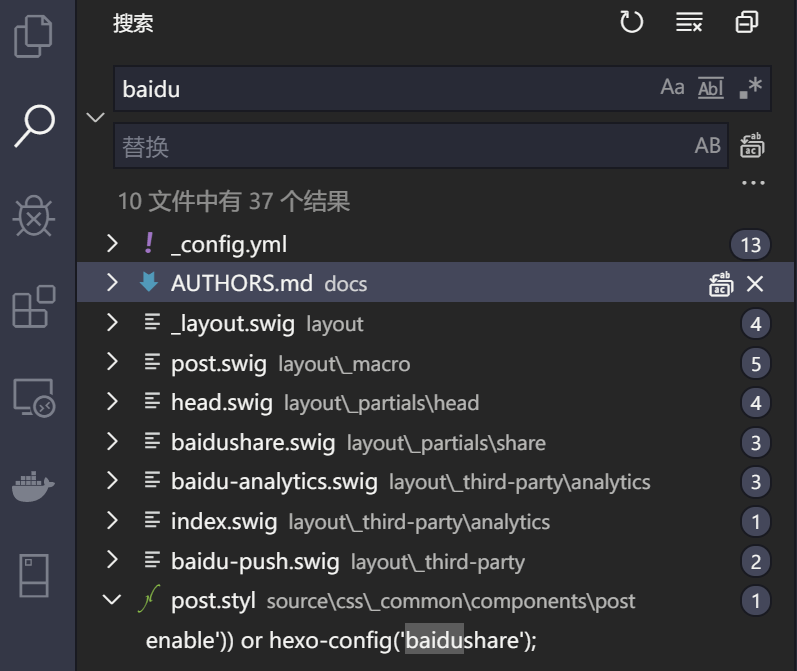 搜索
baidu Aa Abl .*
替换 AB
10 文件中有 37 个结果
_config.yml 13
AUTHORS.md docs
_layout.swig layout 4
post.swig layout\_macro 5
head.swig layout\_partials\head 4
baidushare.swig layout\_partials\share 3
baidu-analytics.swig layout\_third-party\analytics 3
index.swig layout\_third-party\analytics 1
baidu-push.swig layout\_third-party 2
post.styl source\css\_common\components\post 1
enable')) or hexo-config('baidushare');